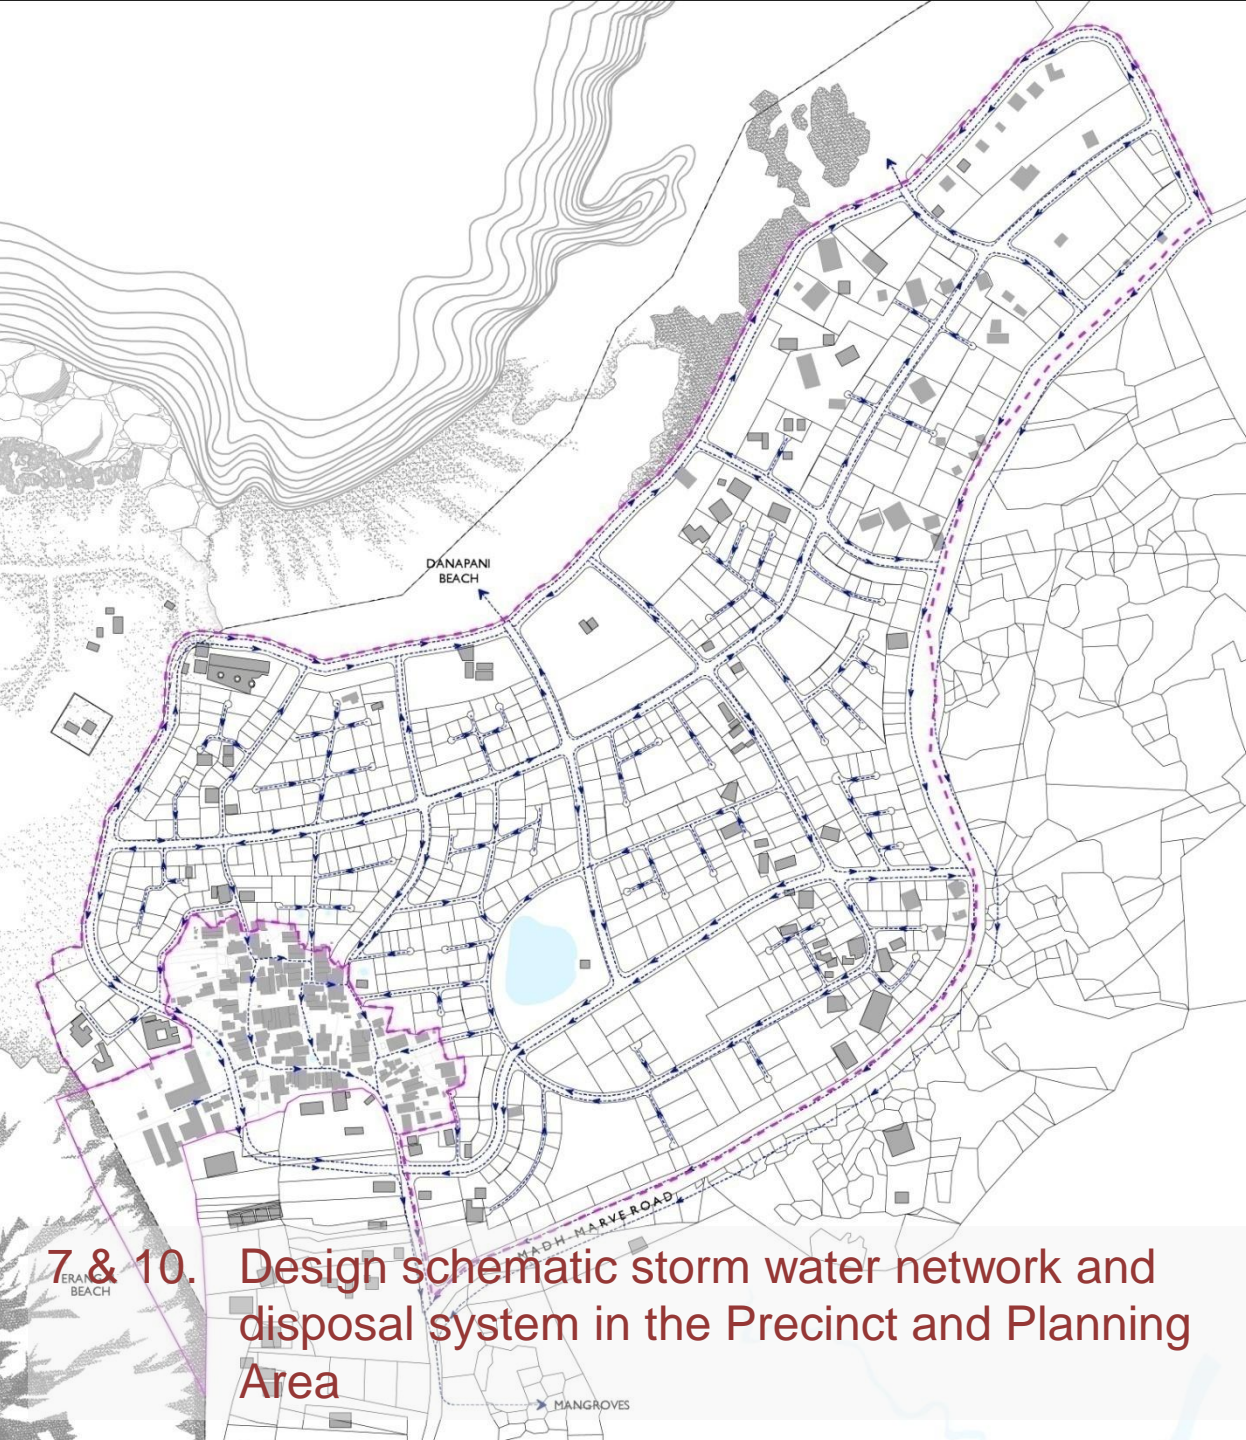 DANAPANI
BEACH
MADH MARVE ROAD
7 & 10. Design schematic storm water network and
disposal system in the Precinct and Planning
Area
BEACH
MANGROVES